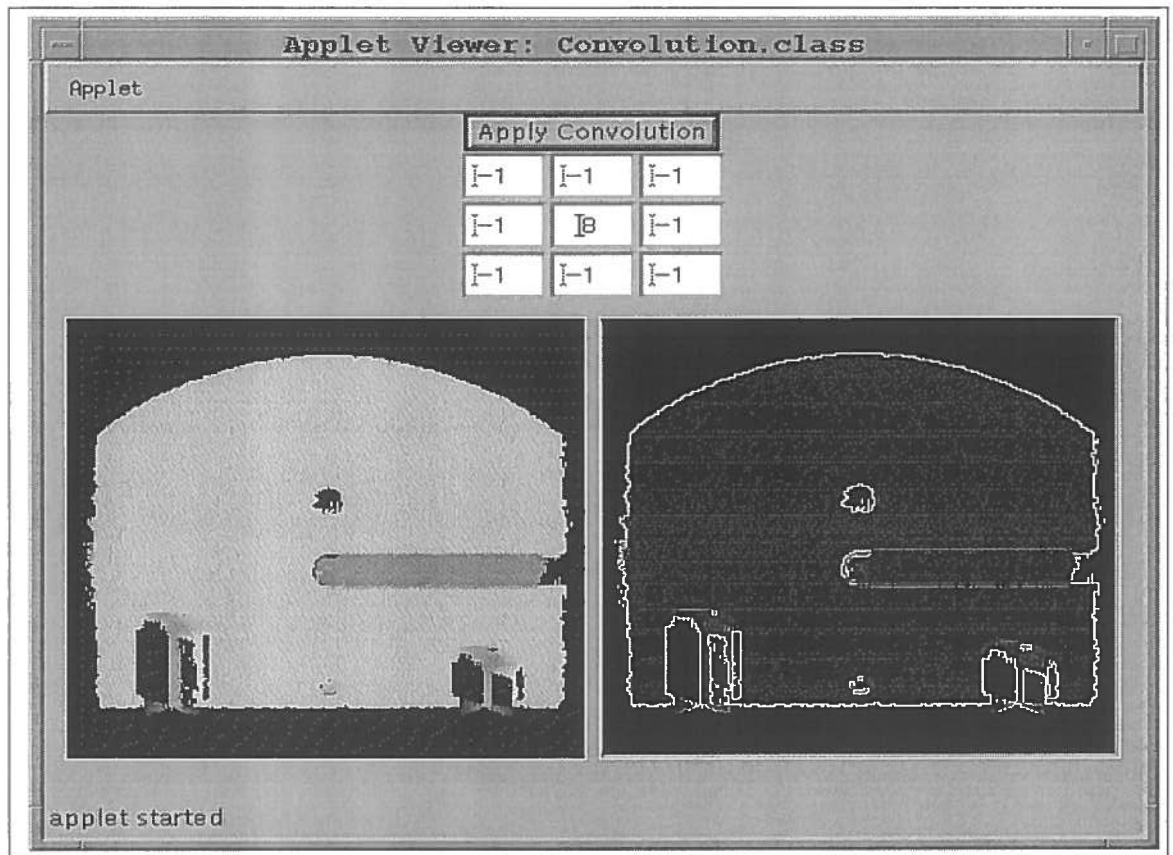 Applet Viewer: Convolution.class
Applet
Apply Convolution
-1 -1 -1
-1 8 -1
-1 -1 -1
applet started